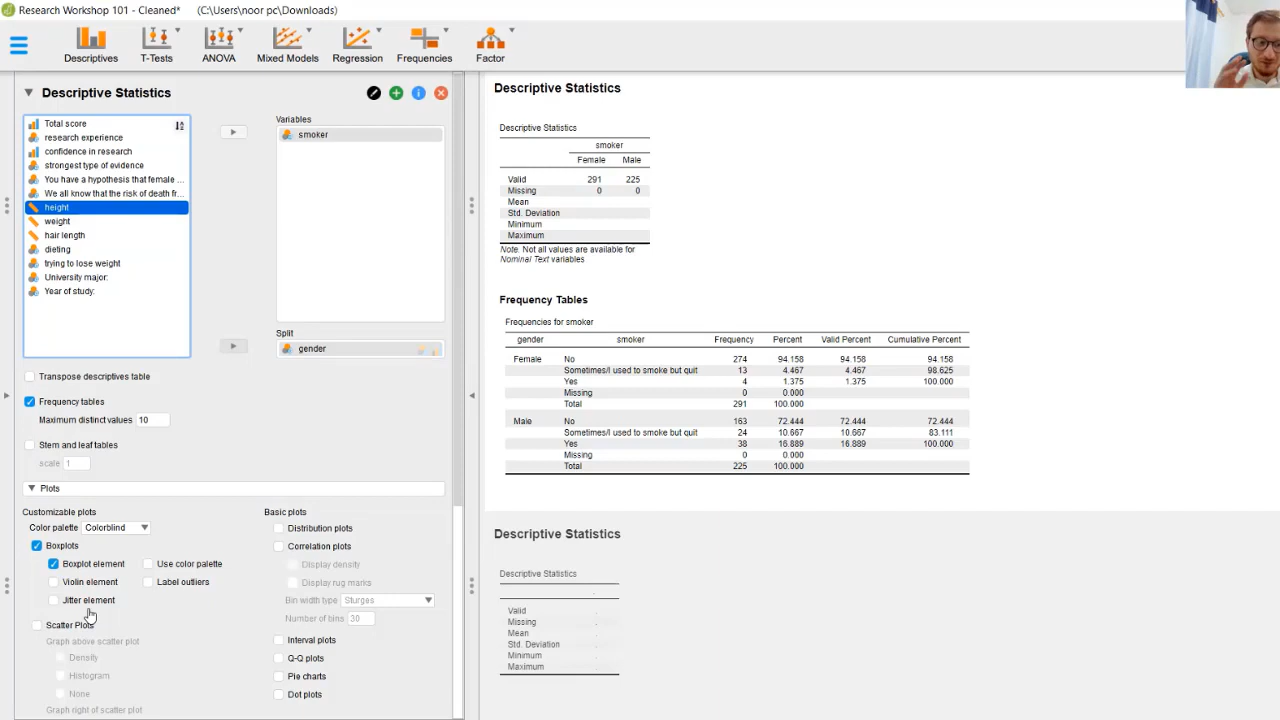 Research Workshop 101 - Cleaned* (C:\Users\noor pc\Downloads)
Descriptives T-Tests ANOVA Mixed Models Regression Frequencies Factor
Descriptive Statistics
Total score
research experience
confidence in research
strongest type of evidence
You have a hypothesis that female ...
We all know that the risk of death fr...
height
weight
hair length
dieting
trying to lose weight
University major:
Year of study:
Variables
smoker
Split
gender
Transpose descriptives table
Frequency tables
Maximum distinct values 10
Stem and leaf tables
scale 1
Plots
Customizable plots
Color palette Colorblind
Boxplots
Boxplot element Use color palette
Violin element Label outliers
Jitter element
Scatter Plots
Graph above scatter plot
Density
Histogram
None
Graph right of scatter plot
Basic plots
Distribution plots
Correlation plots
Display density
Display rug marks
Bin width type Sturges
Number of bins 30
Interval plots
Q-Q plots
Pie charts
Dot plots
Descriptive Statistics
Descriptive Statistics
smoker
Female Male
Valid 291 225
Missing 0 0
Mean
Std. Deviation
Minimum
Maximum
Note. Not all values are available for
Nominal Text variables
Frequency Tables
Frequencies for smoker
gender smoker Frequency Percent Valid Percent Cumulative Percent
Female No 274 94.158 94.158 94.158
Sometimes/I used to smoke but quit 13 4.467 4.467 98.625
Yes 4 1.375 1.375 100.000
Missing 0 0.000
Total 291 100.000
Male No 163 72.444 72.444 72.444
Sometimes/I used to smoke but quit 24 10.667 10.667 83.111
Yes 38 16.889 16.889 100.000
Missing 0 0.000
Total 225 100.000
Descriptive Statistics
Descriptive Statistics
.
Valid .
Missing .
Mean .
Std. Deviation .
Minimum .
Maximum .